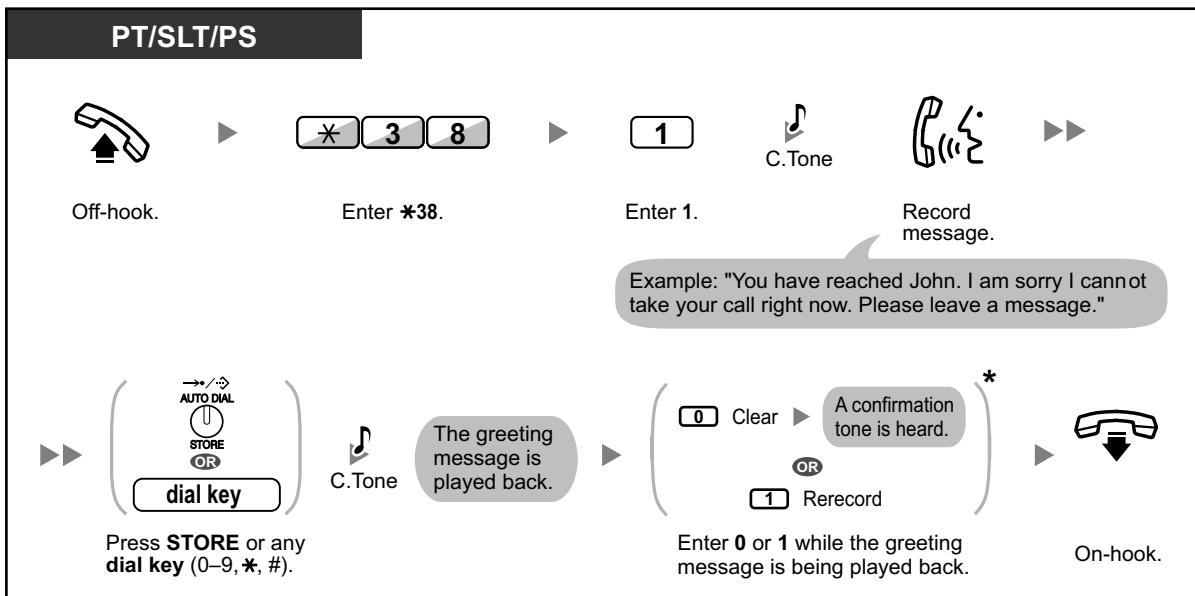 PT/SLT/PS
* 3 8
1
C.Tone
Off-hook.
Enter *38.
Enter 1.
Record
message.
Example: "You have reached John. I am sorry I cannot
take your call right now. Please leave a message."
AUTO DIAL
STORE
OR
dial key
C.Tone
The greeting
message is
played back.
0 Clear
A confirmation
tone is heard.
OR
1 Rerecord
*
Press STORE or any
dial key (0–9, *, #).
Enter 0 or 1 while the greeting
message is being played back.
On-hook.